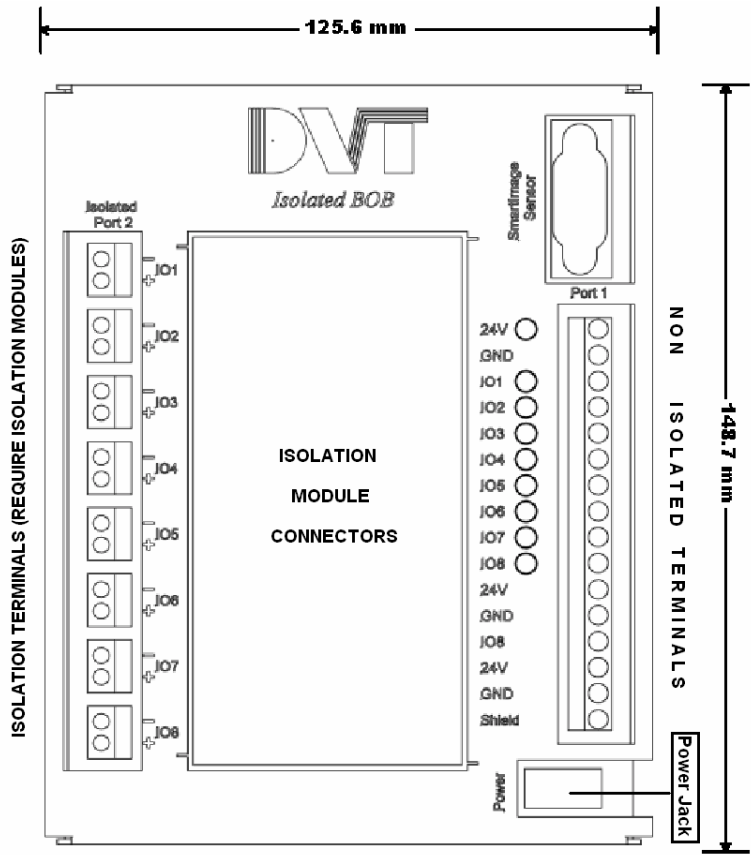 125.6 mm
DVT
Isolated BOB
Isolated
Port 2
IO1
IO2
IO3
IO4
IO5
IO6
IO7
IO8
ISOLATION TERMINALS (REQUIRE ISOLATION MODULES)
ISOLATION
MODULE
CONNECTORS
SmartImage
Sensor
Port 1
24V
GND
IO1
IO2
IO3
IO4
IO5
IO6
IO7
IO8
24V
GND
IO8
24V
GND
Shield
NON ISOLATED TERMINALS
148.7 mm
Power
Power Jack